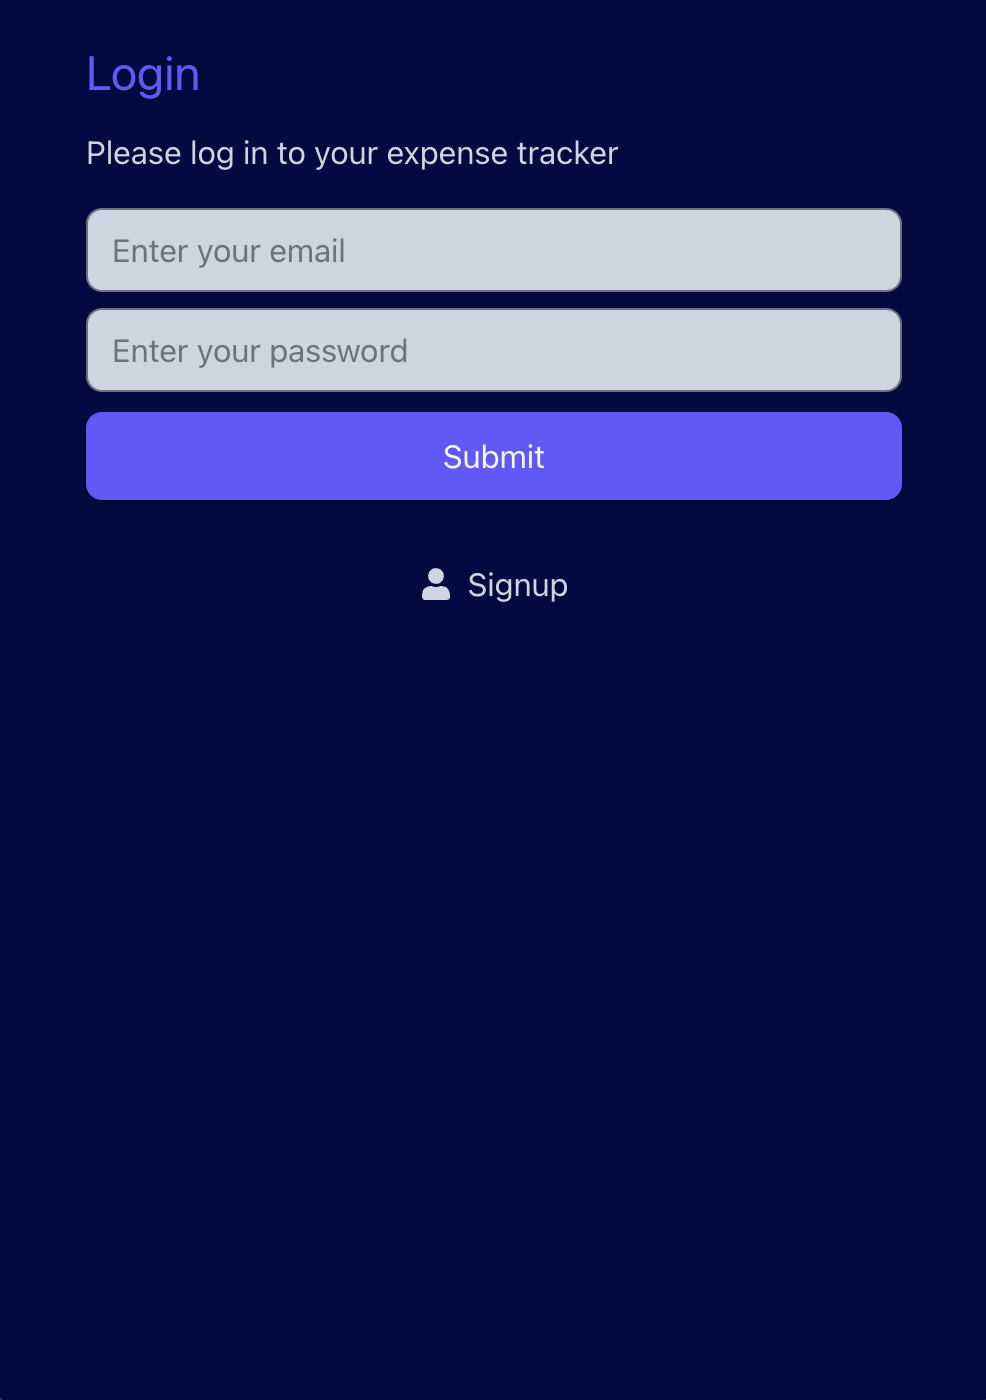 Login
Please log in to your expense tracker
Enter your email
Enter your password
Submit
Signup